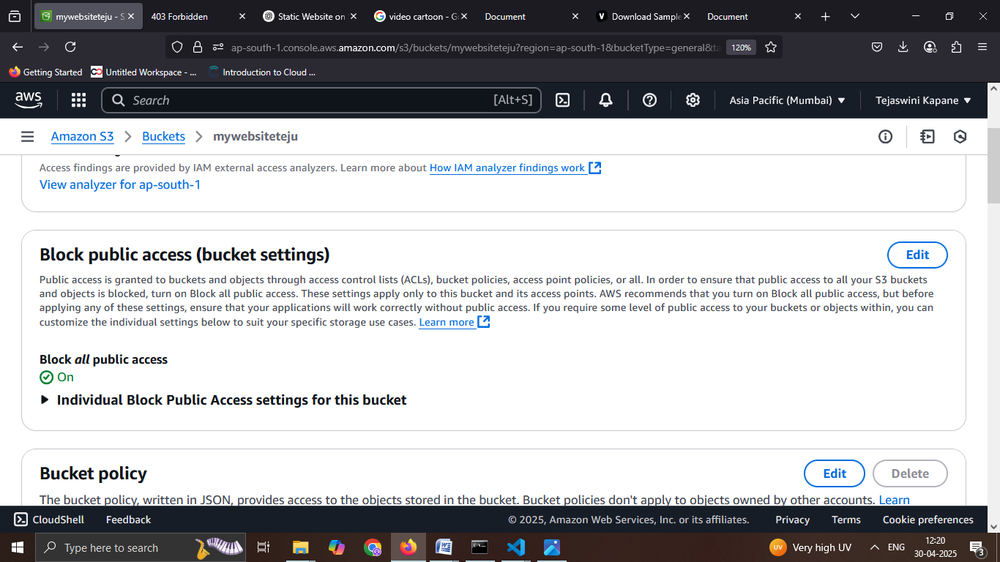 mywebsiteteju - S
403 Forbidden
Static Website on
video cartoon - G
Document
Download Sample
Document
ap-south-1.console.aws.amazon.com/s3/buckets/mywebsiteteju?region=ap-south-1&bucketType=general&ta
120%
Getting Started
Untitled Workspace - ...
Introduction to Cloud ...
aws
Search
[Alt+S]
Asia Pacific (Mumbai)
Tejaswini Kapane
Amazon S3
Buckets
mywebsiteteju
Access findings are provided by IAM external access analyzers. Learn more about How IAM analyzer findings work
View analyzer for ap-south-1
Block public access (bucket settings)
Edit
Public access is granted to buckets and objects through access control lists (ACLs), bucket policies, access point policies, or all. In order to ensure that public access to all your S3 buckets
and objects is blocked, turn on Block all public access. These settings apply only to this bucket and its access points. AWS recommends that you turn on Block all public access, but before
applying any of these settings, ensure that your applications will work correctly without public access. If you require some level of public access to your buckets or objects within, you can
customize the individual settings below to suit your specific storage use cases. Learn more
Block all public access
On
Individual Block Public Access settings for this bucket
Bucket policy
Edit
Delete
The bucket policy, written in JSON, provides access to the objects stored in the bucket. Bucket policies don't apply to objects owned by other accounts. Learn
CloudShell
Feedback
© 2025, Amazon Web Services, Inc. or its affiliates.
Privacy
Terms
Cookie preferences
Type here to search
UV
Very high UV
ENG
12:20
30-04-2025
3